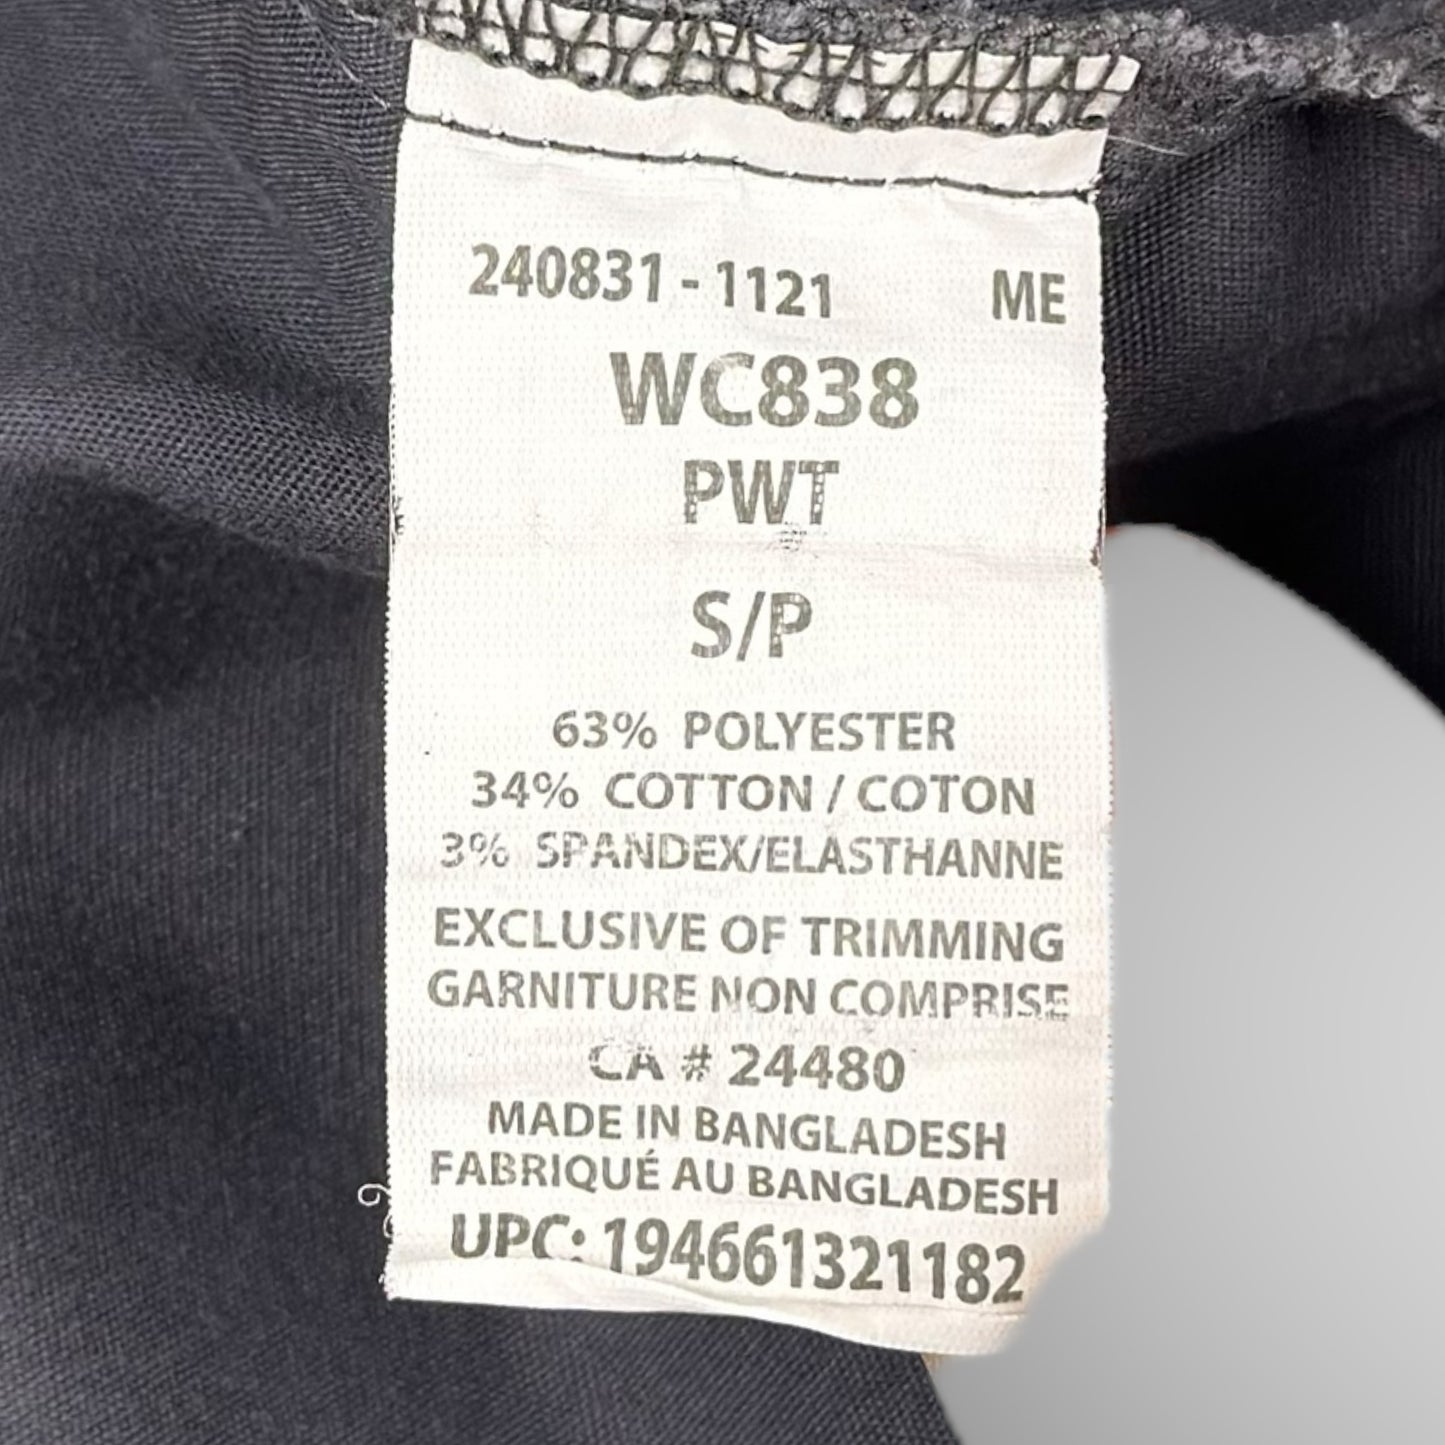 240831 - 1121 ME
WC838
PWT
S/P
63% POLYESTER
34% COTTON / COTON
3% SPANDEX/ELASTHANNE
EXCLUSIVE OF TRIMMING
GARNITURE NON COMPRISE
CA # 24480
MADE IN BANGLADESH
FABRIQUÉ AU BANGLADESH
UPC: 194661321182